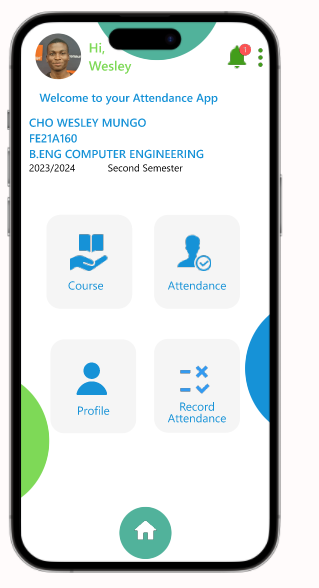 Hi,
Wesley
1
Welcome to your Attendance App
CHO WESLEY MUNGO
FE21A160
B.ENG COMPUTER ENGINEERING
2023/2024 Second Semester
Course
Attendance
Profile
Record
Attendance